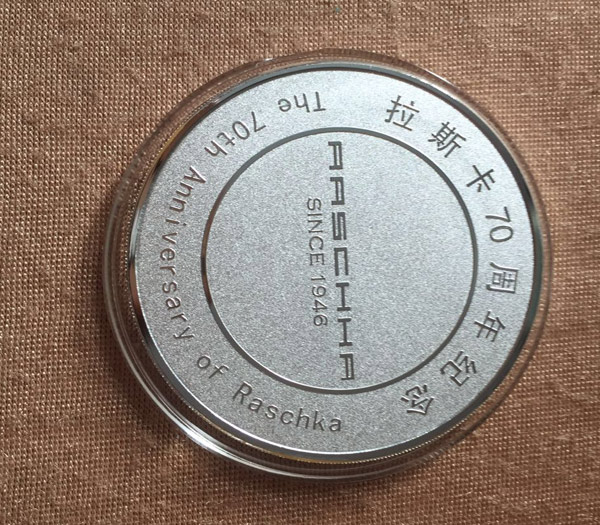 拉斯卡70周年纪念
RASCHKA
SINCE 1946
The 70th Anniversary of Raschka